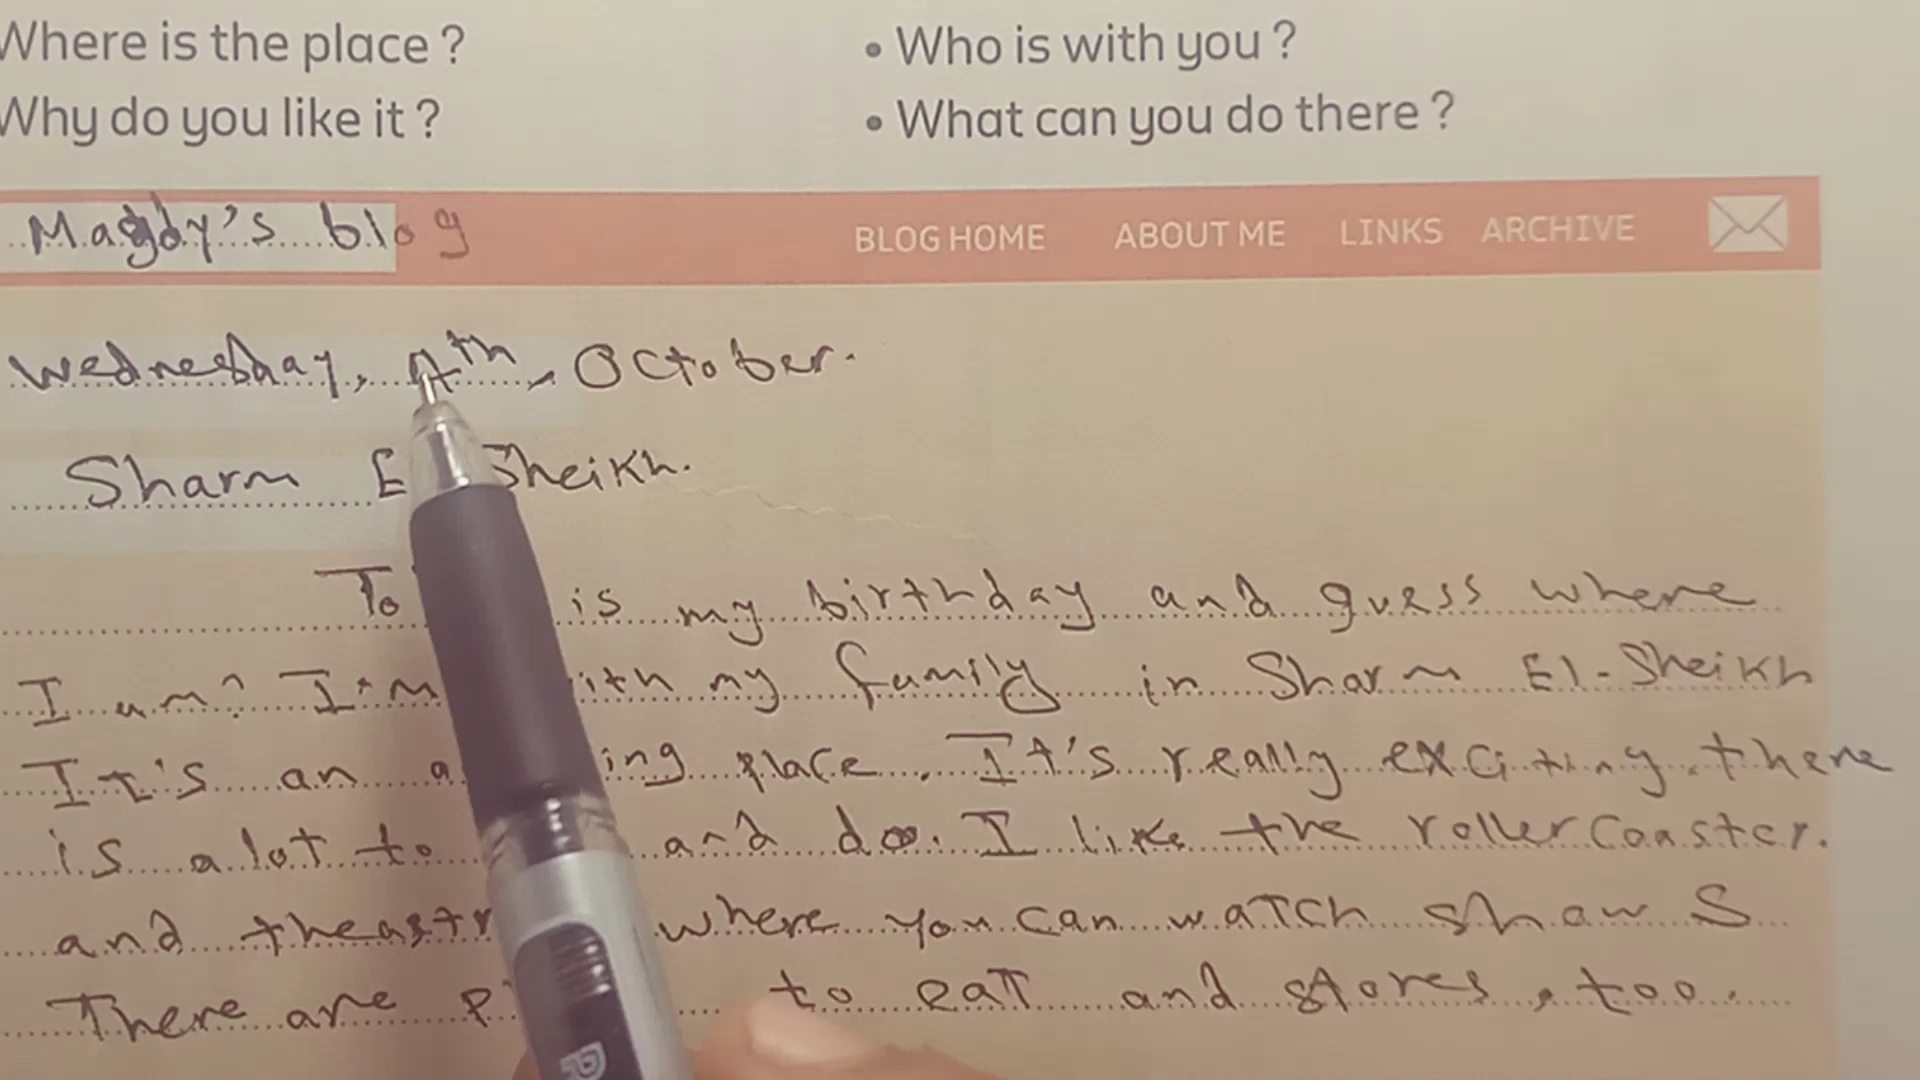 Where is the place ?
• Who is with you ?
Why do you like it ?
• What can you do there ?
Magdy's blog
BLOG HOME ABOUT ME LINKS ARCHIVE
Wednesday, 4th, October.
Sharm Sheikh.
is my birthday and guess where
I am? I'm with my family in Sharm El-Sheikh
It's an place. It's really exciting. there
is a lot to and do. I like the roller Coaster.
and where you can watch shows
There are to eat and stores, too.